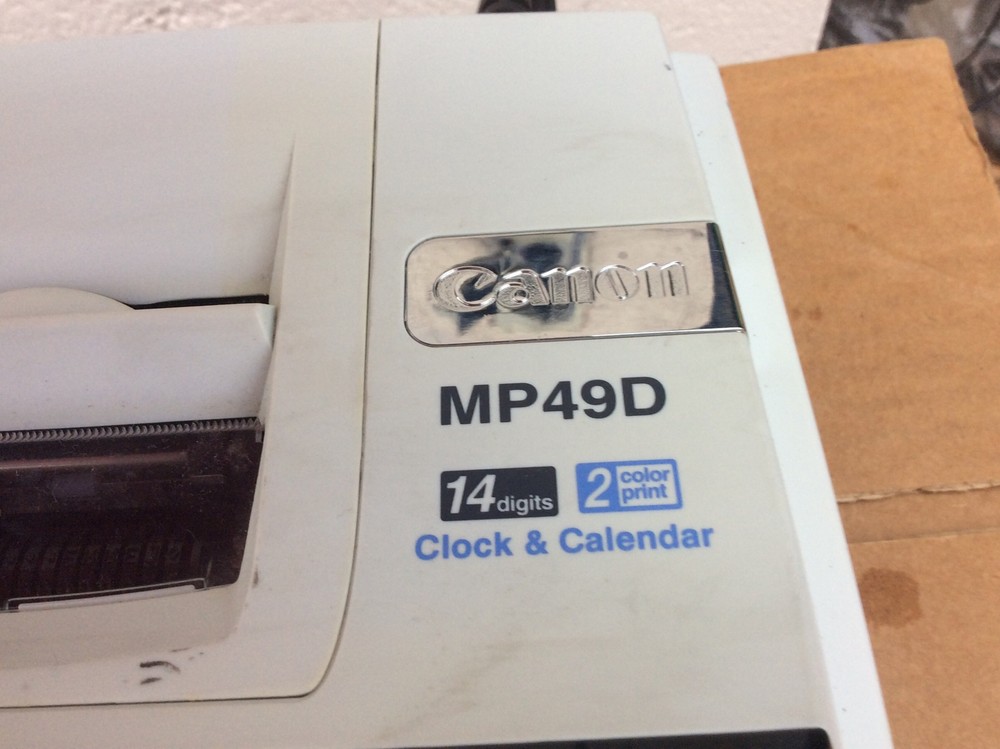 Canon
MP49D
14 digits 2 color print
Clock & Calendar